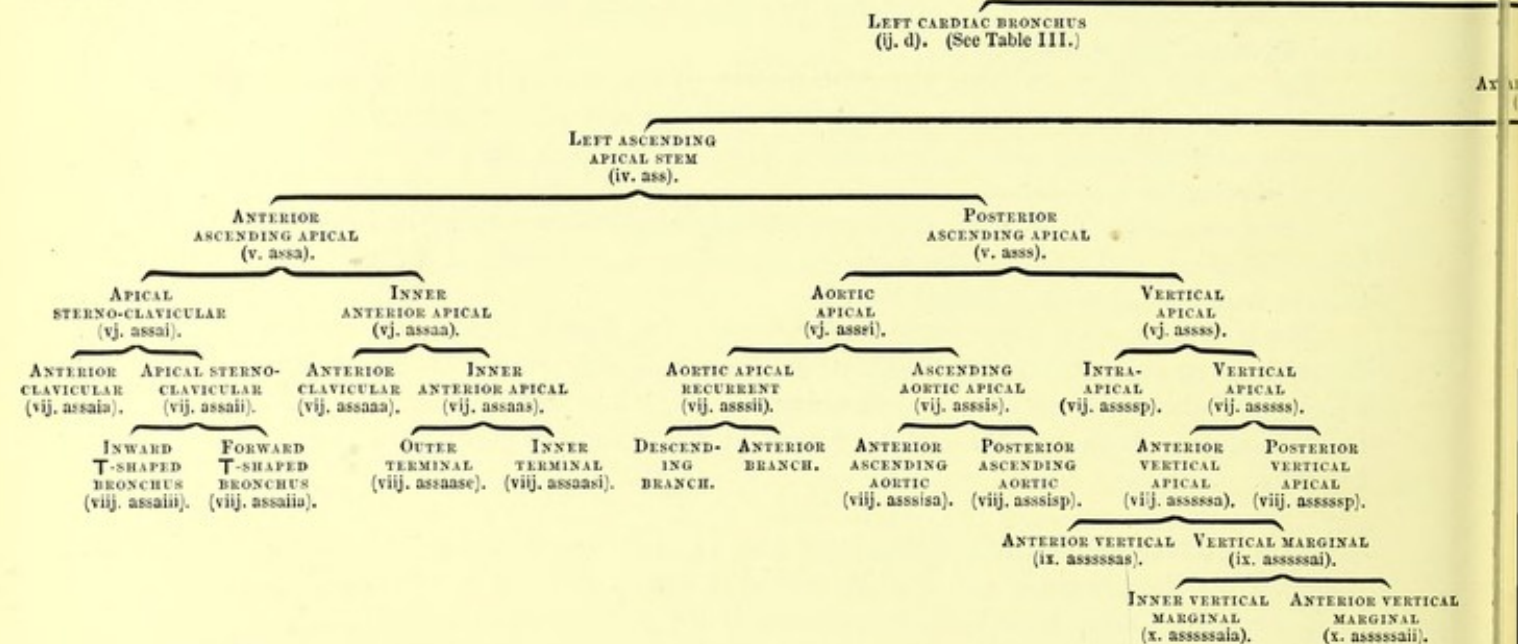 LEFT CARDIAC BRONCHUS
(ij. d). (See Table III.)
LEFT ASCENDING
APICAL STEM
(iv. ass).
ANTERIOR
ASCENDING APICAL
(v. assa).
POSTERIOR
ASCENDING APICAL
(v. asss).
APICAL
STERNO-CLAVICULAR
(vj. assai).
INNER
ANTERIOR APICAL
(vj. assaa).
AORTIC
APICAL
(vj. asssi).
VERTICAL
APICAL
(vj. assss).
ANTERIOR
CLAVICULAR
(vij. assaia).
APICAL STERNO-
CLAVICULAR
(vij. assaii).
ANTERIOR
CLAVICULAR
(vij. assaaa).
INNER
ANTERIOR APICAL
(vij. assaas).
AORTIC APICAL
RECURRENT
(vij. asssii).
ASCENDING
AORTIC APICAL
(vij. asssis).
INTRA-
APICAL
(vij. assssp).
VERTICAL
APICAL
(vij. asssss).
INWARD
T-SHAPED
BRONCHUS
(viij. assaiii).
FORWARD
T-SHAPED
BRONCHUS
(viij. assaiia).
OUTER
TERMINAL
(viij. assaase).
INNER
TERMINAL
(viij. assaasi).
DESCEND-
ING
BRANCH.
ANTERIOR
BRANCH.
ANTERIOR
ASCENDING
AORTIC
(viij. asssisa).
POSTERIOR
ASCENDING
AORTIC
(viij. asssisp).
ANTERIOR
VERTICAL
APICAL
(viij. asssssa).
POSTERIOR
VERTICAL
APICAL
(viij. asssssp).
ANTERIOR VERTICAL
(ix. asssssas).
VERTICAL MARGINAL
(ix. asssssai).
INNER VERTICAL
MARGINAL
(x. asssssaia).
ANTERIOR VERTICAL
MARGINAL
(x. asssssaii).